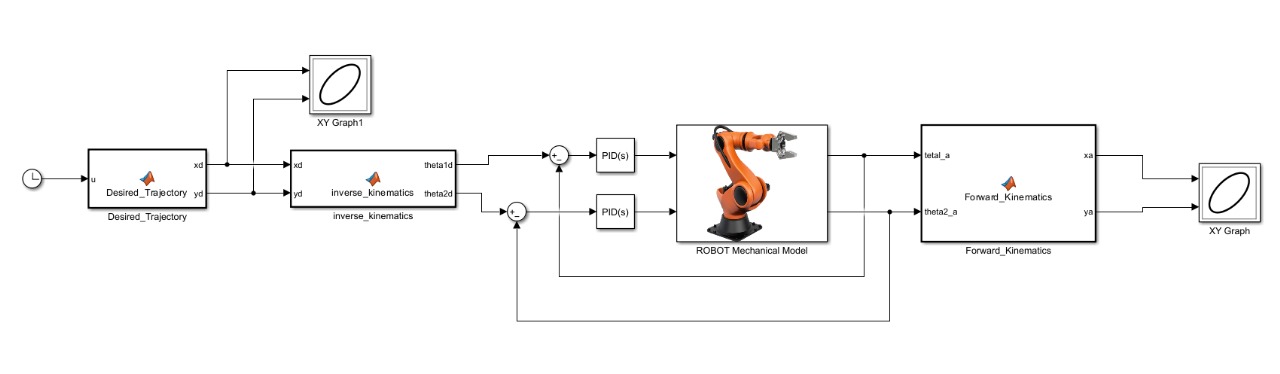 XY Graph1
u
Desired_Trajectory
xd
yd
Desired_Trajectory
xd
yd
inverse_kinematics
theta1d
theta2d
inverse_kinematics
+_
+_
PID(s)
PID(s)
ROBOT Mechanical Model
tetal_a
theta2_a
Forward_Kinematics
xa
ya
Forward_Kinematics
XY Graph